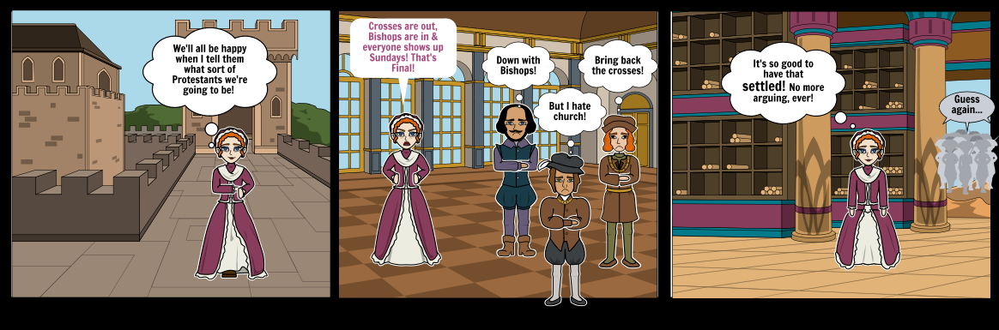 We'll all be happy
when I tell them
what sort of
Protestants we're
going to be!
Crosses are out,
Bishops are in &
everyone shows up
Sundays! That's
Final!
Down with
Bishops!
But I hate
church!
Bring back
the crosses!
It's so good to
have that
settled! No more
arguing, ever!
Guess
again...